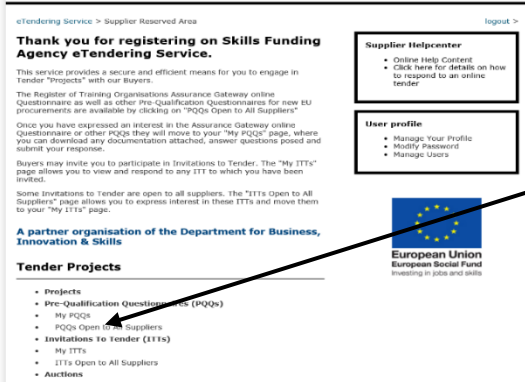 eTendering Service > Supplier Reserved Area
logout >
Thank you for registering on Skills Funding
Agency eTendering Service.
This service provides a secure and efficient means for you to engage in
Tender "Projects" with our Buyers.
The Register of Training Organisations Assurance Gateway online
Questionnaire as well as other Pre-Qualification Questionnaires for new EU
procurements are available by clicking on "PQQs Open to All Suppliers"
Once you have expressed an interest in the Assurance Gateway online
Questionnaire or other PQQs they will move to your "My PQQs" page, where
you can download any documentation attached, answer questions posed and
submit your response.
Buyers may invite you to participate in Invitations to Tender. The "My ITTs"
page allows you to view and respond to any ITT to which you have been
invited.
Some Invitations to Tender are open to all suppliers. The "ITTs Open to All
Suppliers" page allows you to express interest in these ITTs and move them
to your "My ITTs" page.
A partner organisation of the Department for Business,
Innovation & Skills
Tender Projects
• Projects
• Pre-Qualification Questionnaires (PQQs)
• My PQQs
• PQQs Open to All Suppliers
• Invitations To Tender (ITTs)
• My ITTs
• ITTs Open to All Suppliers
• Auctions
Supplier Helpcenter
• Online Help Content
• Click here for details on how
to respond to an online
tender
User profile
• Manage Your Profile
• Modify Password
• Manage Users
European Union
European Social Fund
Investing in jobs and skills